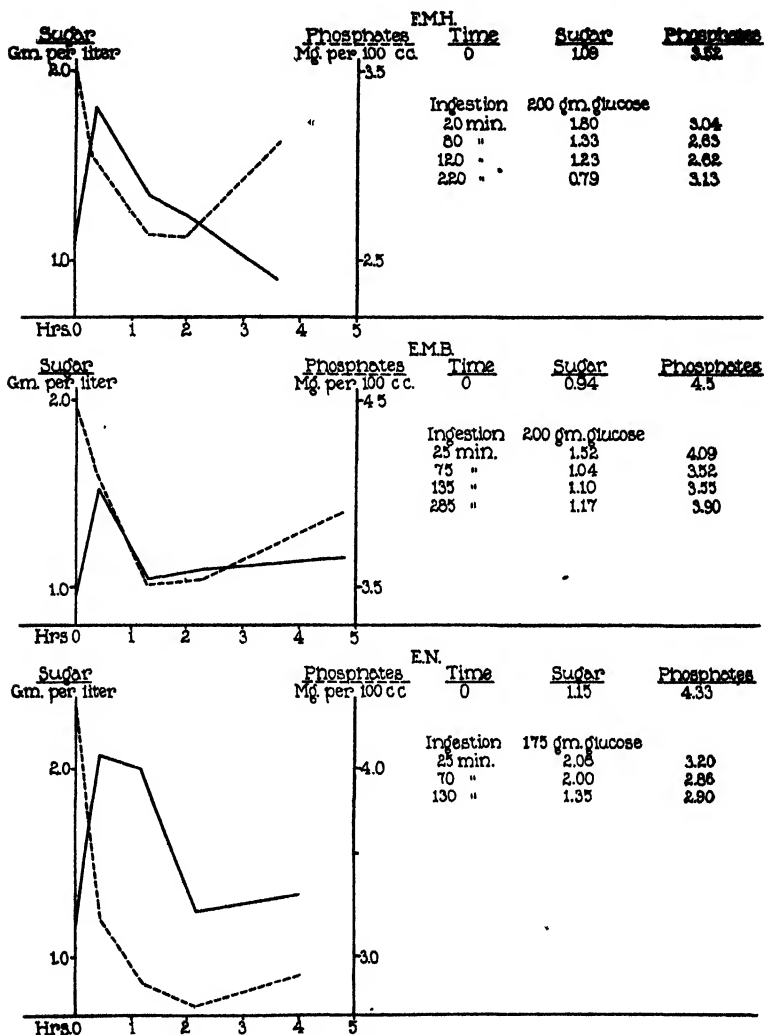 E.M.H.
Sugar Phosphates Time Sugar Phosphates
Gm. per liter Mg. per 100 cc. 0 1.09 3.52
2.0 3.5
Ingestion 200 gm. glucose
20 min. 1.80 3.04
80 " 1.33 2.63
120 " 1.23 2.62
220 " 0.79 3.13
1.0 2.5
Hrs. 0 1 2 3 4 5
E.M.B.
Sugar Phosphates Time Sugar Phosphates
Gm. per liter Mg. per 100 c c. 0 0.94 4.5
2.0 4.5
Ingestion 200 gm. glucose
25 min. 1.52 4.09
75 " 1.04 3.52
135 " 1.10 3.55
285 " 1.17 3.90
1.0 3.5
Hrs 0 1 2 3 4 5
E.N.
Sugar Phosphates Time Sugar Phosphates
Gm. per liter Mg. per 100 c c 0 1.15 4.33
Ingestion 175 gm. glucose
25 min. 2.08 3.20
2.0 4.0
70 " 2.00 2.86
130 " 1.35 2.90
1.0 3.0
Hrs. 0 1 2 3 4 5